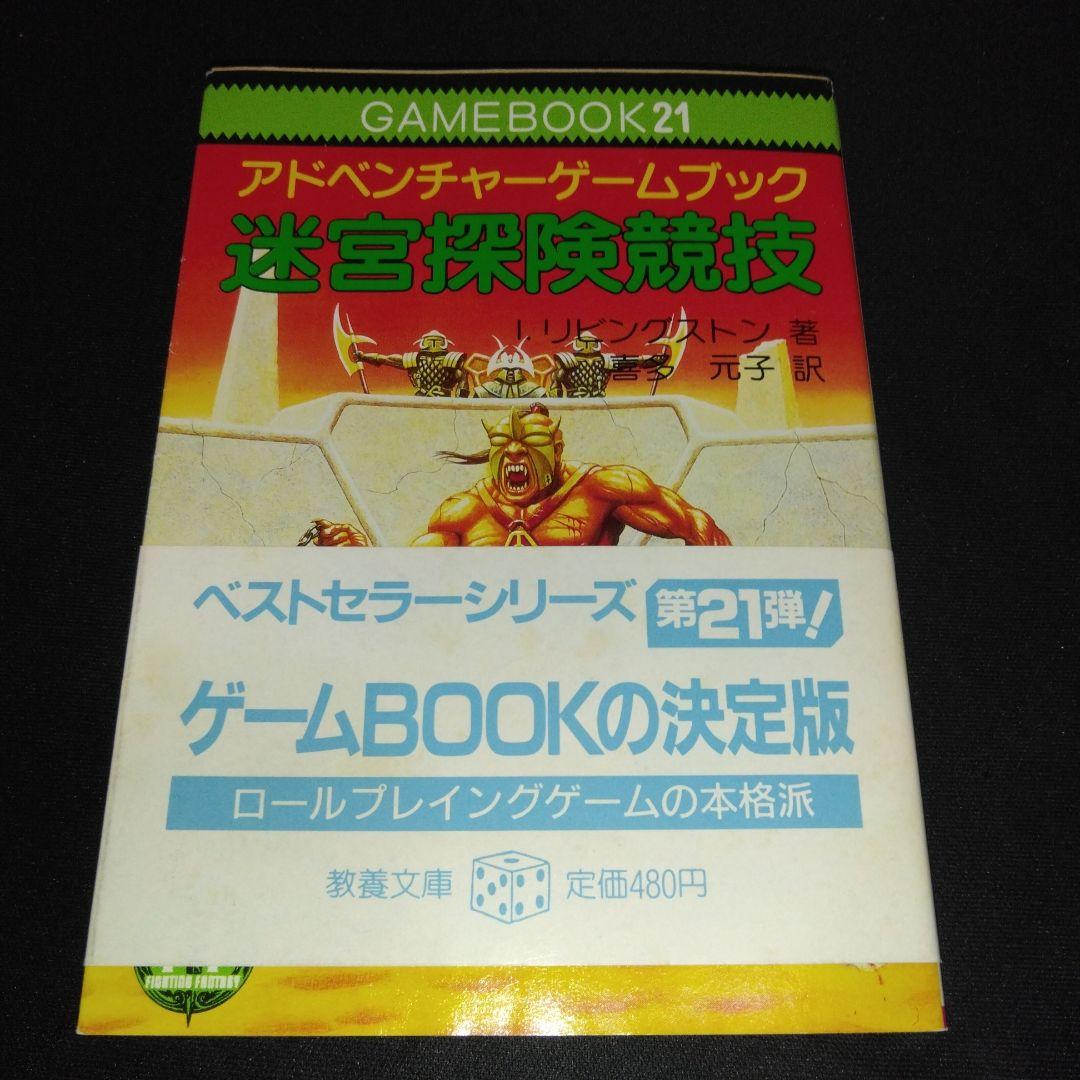 GAMEBOOK21
アドベンチャーゲームブック
迷宮探険競技
I.リビングストン 著
喜多 元子 訳
ベストセラーシリーズ 第21弾!
ゲームBOOKの決定版
ロールプレイングゲームの本格派
教養文庫 定価480円
FIGHTING FANTASY